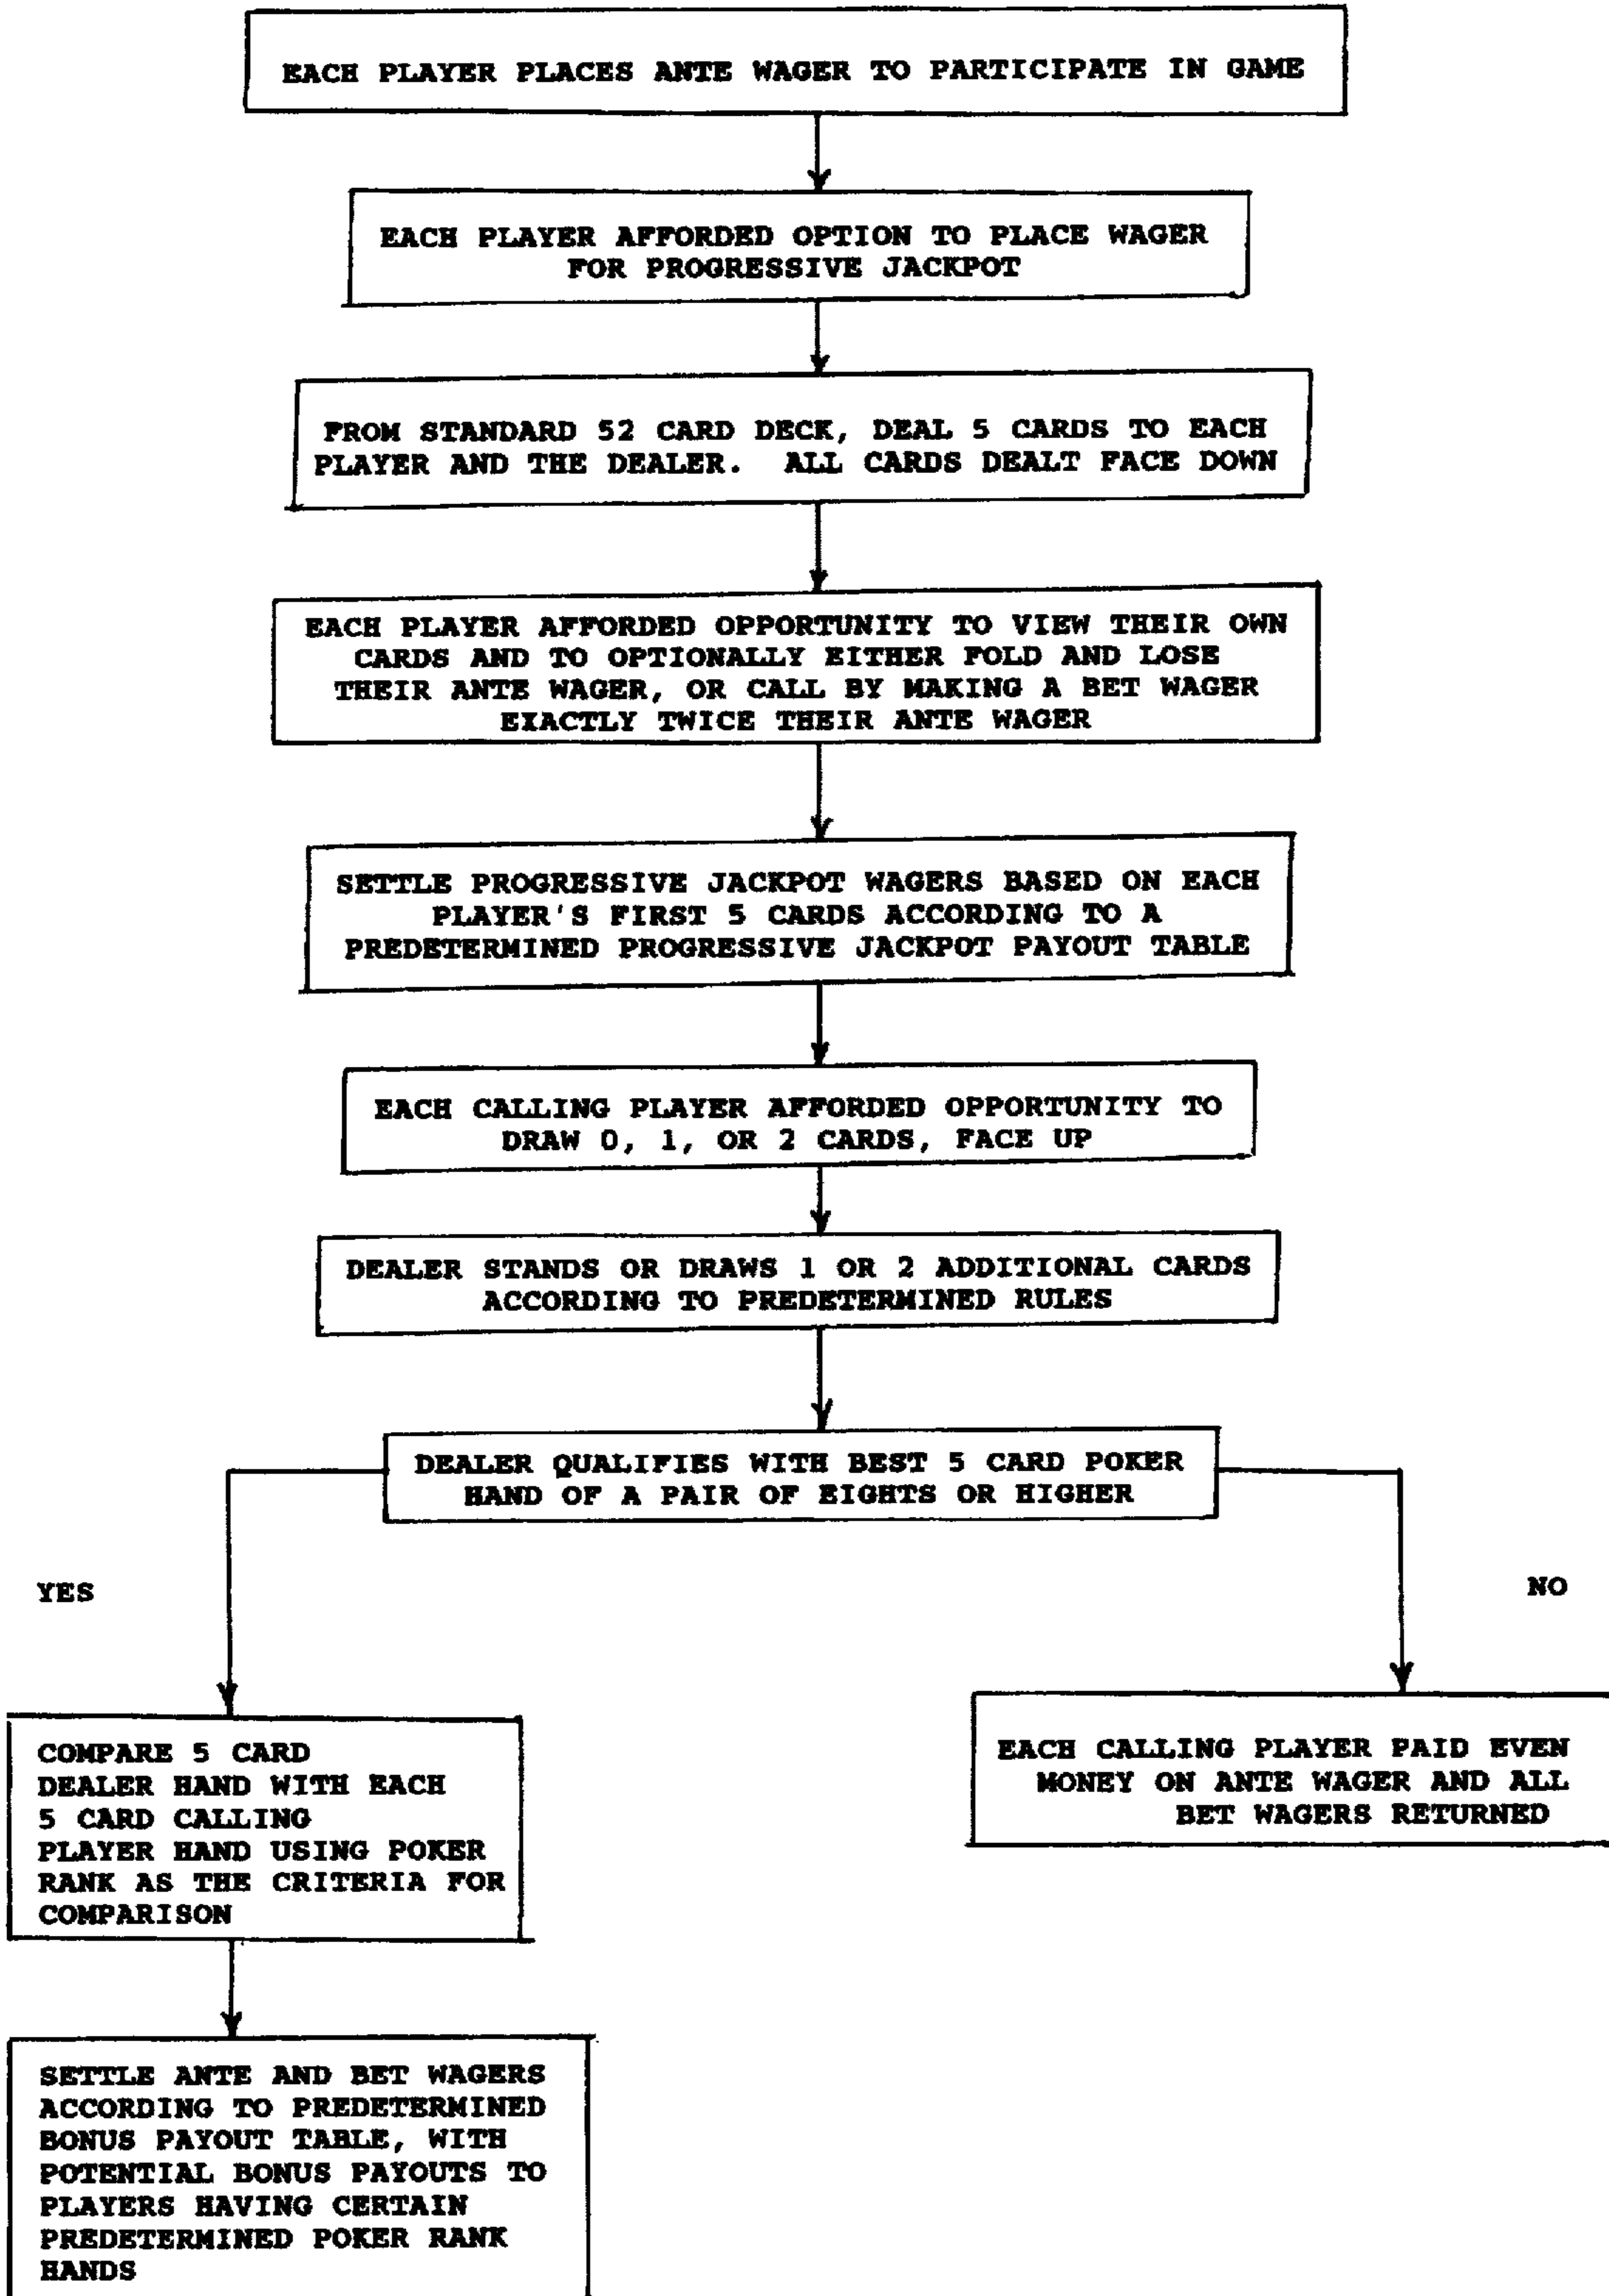 EACH PLAYER PLACES ANTE WAGER TO PARTICIPATE IN GAME
EACH PLAYER AFFORDED OPTION TO PLACE WAGER
FOR PROGRESSIVE JACKPOT
FROM STANDARD 52 CARD DECK, DEAL 5 CARDS TO EACH
PLAYER AND THE DEALER. ALL CARDS DEALT FACE DOWN
EACH PLAYER AFFORDED OPPORTUNITY TO VIEW THEIR OWN
CARDS AND TO OPTIONALLY EITHER FOLD AND LOSE
THEIR ANTE WAGER, OR CALL BY MAKING A BET WAGER
EXACTLY TWICE THEIR ANTE WAGER
SETTLE PROGRESSIVE JACKPOT WAGERS BASED ON EACH
PLAYER'S FIRST 5 CARDS ACCORDING TO A
PREDETERMINED PROGRESSIVE JACKPOT PAYOUT TABLE
EACH CALLING PLAYER AFFORDED OPPORTUNITY TO
DRAW 0, 1, OR 2 CARDS, FACE UP
DEALER STANDS OR DRAWS 1 OR 2 ADDITIONAL CARDS
ACCORDING TO PREDETERMINED RULES
DEALER QUALIFIES WITH BEST 5 CARD POKER
HAND OF A PAIR OF EIGHTS OR HIGHER
YES
NO
COMPARE 5 CARD
DEALER HAND WITH EACH
5 CARD CALLING
PLAYER HAND USING POKER
RANK AS THE CRITERIA FOR
COMPARISON
EACH CALLING PLAYER PAID EVEN
MONEY ON ANTE WAGER AND ALL
BET WAGERS RETURNED
SETTLE ANTE AND BET WAGERS
ACCORDING TO PREDETERMINED
BONUS PAYOUT TABLE, WITH
POTENTIAL BONUS PAYOUTS TO
PLAYERS HAVING CERTAIN
PREDETERMINED POKER RANK
HANDS